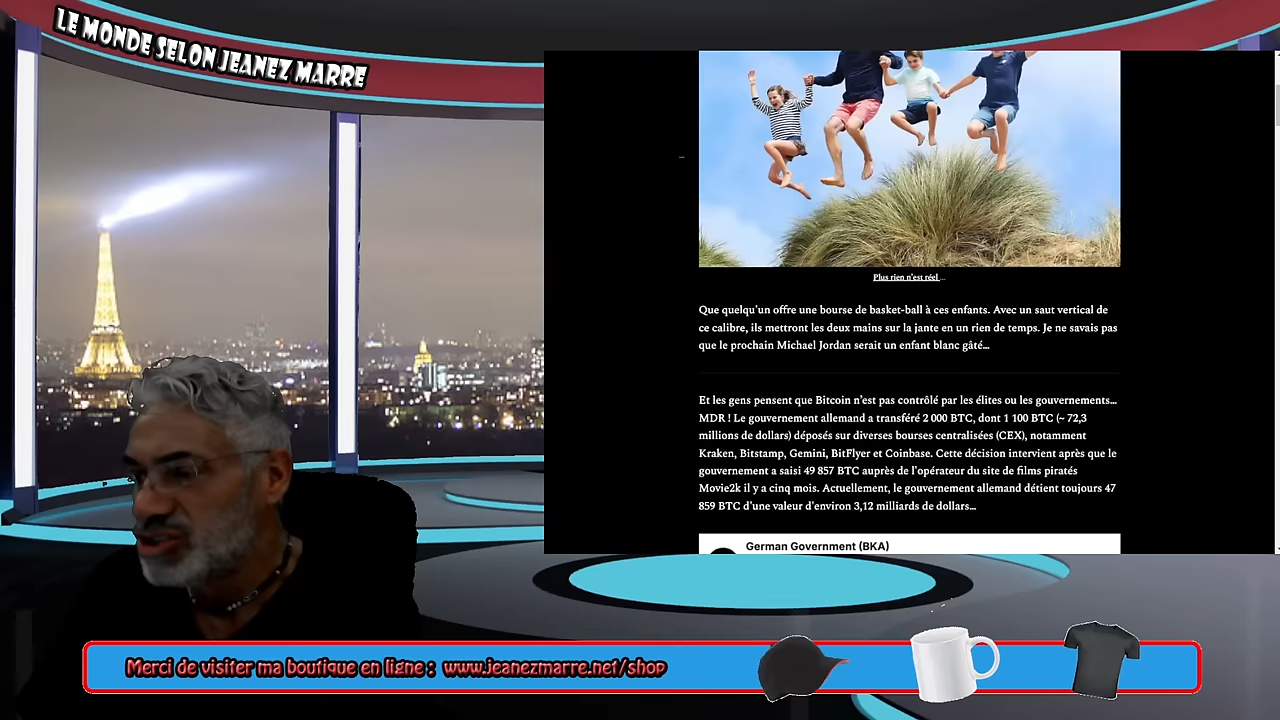 LE MONDE SELON JEANEZ MARRE
Plus rien n'est réel ...
Que quelqu'un offre une bourse de basket-ball à ces enfants. Avec un saut vertical de
ce calibre, ils mettront les deux mains sur la jante en un rien de temps. Je ne savais pas
que le prochain Michael Jordan serait un enfant blanc gâté...
Et les gens pensent que Bitcoin n'est pas contrôlé par les élites ou les gouvernements...
MDR ! Le gouvernement allemand a transféré 2 000 BTC, dont 1 100 BTC (~ 72,3
millions de dollars) déposés sur diverses bourses centralisées (CEX), notamment
Kraken, Bitstamp, Gemini, BitFlyer et Coinbase. Cette décision intervient après que le
gouvernement a saisi 49 857 BTC auprès de l'opérateur du site de films piratés
Movie2k il y a cinq mois. Actuellement, le gouvernement allemand détient toujours 47
859 BTC d'une valeur d'environ 3,12 milliards de dollars...
German Government (BKA)
Merci de visiter ma boutique en ligne : www.jeanezmarre.net/shop